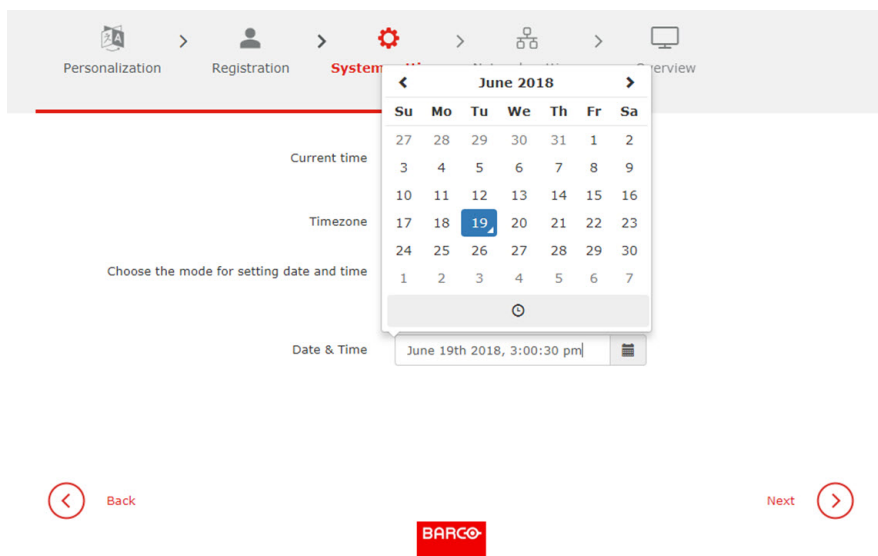 Personalization
Registration
System
June 2018
Su Mo Tu We Th Fr Sa
27 28 29 30 31 1 2
3 4 5 6 7 8 9
10 11 12 13 14 15 16
17 18 19 20 21 22 23
24 25 26 27 28 29 30
1 2 3 4 5 6 7
Current time
Timezone
Choose the mode for setting date and time
Date & Time
June 19th 2018, 3:00:30 pm
Back
Next
BARCO